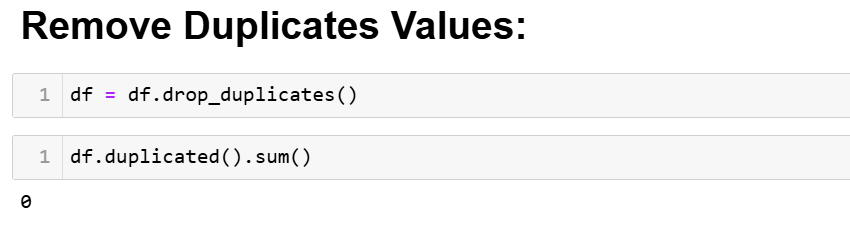 Remove Duplicates Values:
1 df = df.drop_duplicates()
1 df.duplicated().sum()
0